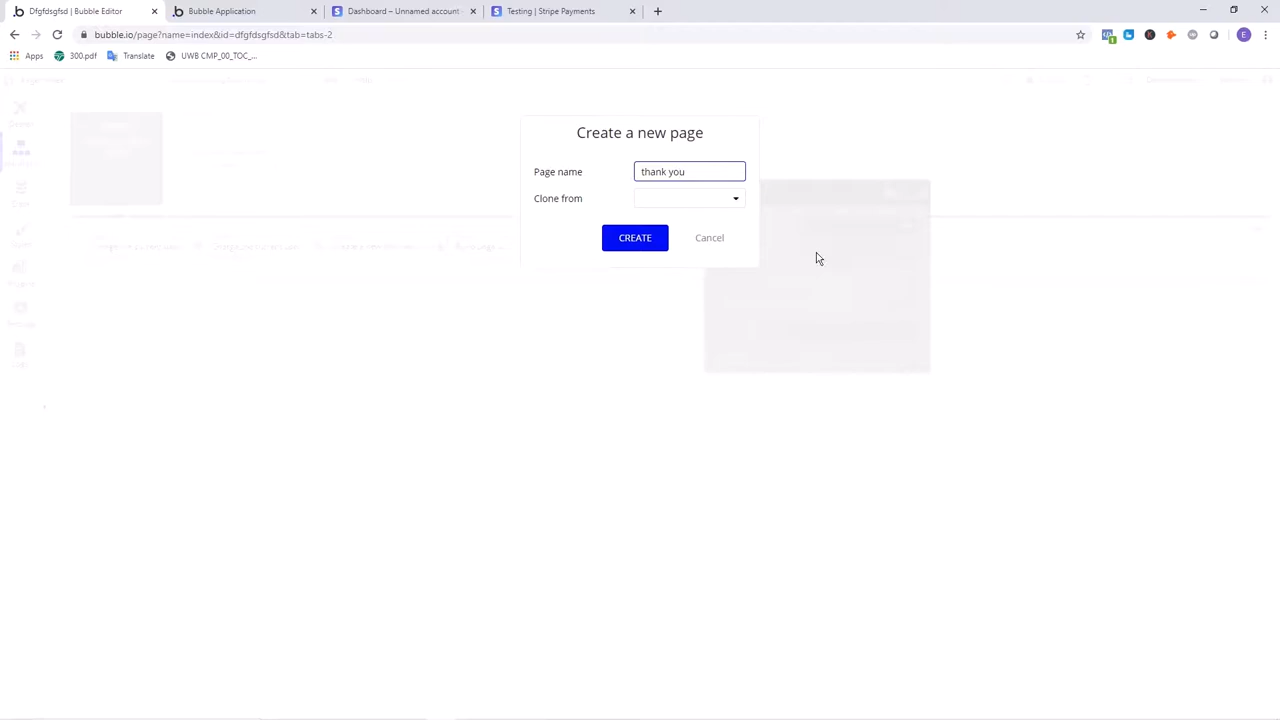 Dfgfdsgfsd | Bubble Editor
Bubble Application
Dashboard – Unnamed account
Testing | Stripe Payments
bubble.io/page?name=index&id=dfgfdsgfsd&tab=tabs-2
E
Apps
300.pdf
Translate
UWB CMP_00_TOC_...
Create a new page
Page name
thank you
Clone from
CREATE
Cancel